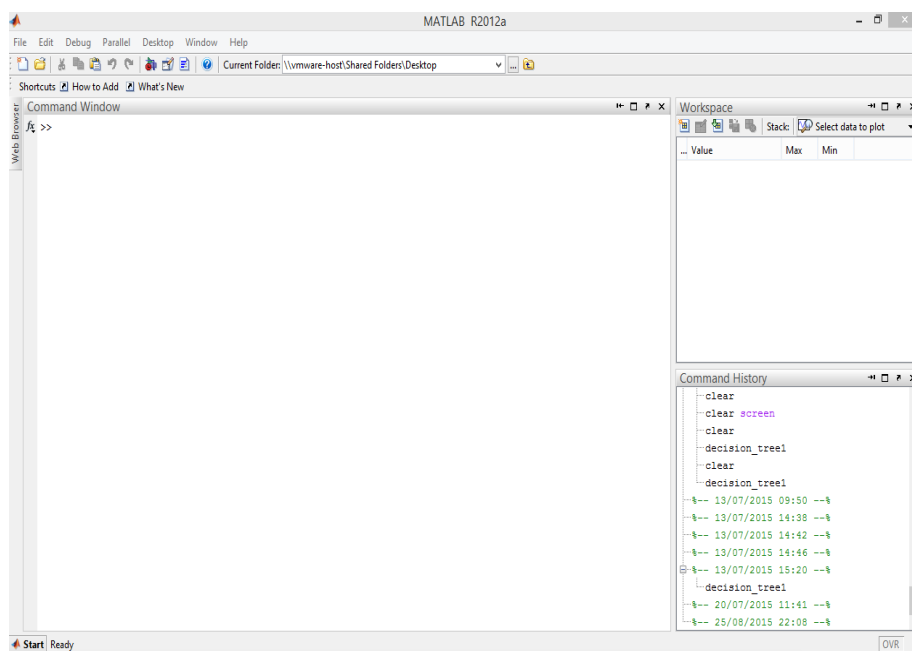 MATLAB R2012a
File Edit Debug Parallel Desktop Window Help
Current Folder: \\vmware-host\Shared Folders\Desktop
Shortcuts How to Add What's New
Web Browser
Command Window
fx >>
Workspace
Stack: Select data to plot
... Value Max Min
Command History
clear
clear screen
clear
decision_tree1
clear
decision_tree1
%-- 13/07/2015 09:50 --%
%-- 13/07/2015 14:38 --%
%-- 13/07/2015 14:42 --%
%-- 13/07/2015 14:46 --%
%-- 13/07/2015 15:20 --%
decision_tree1
%-- 20/07/2015 11:41 --%
%-- 25/08/2015 22:08 --%
Start Ready
OVR